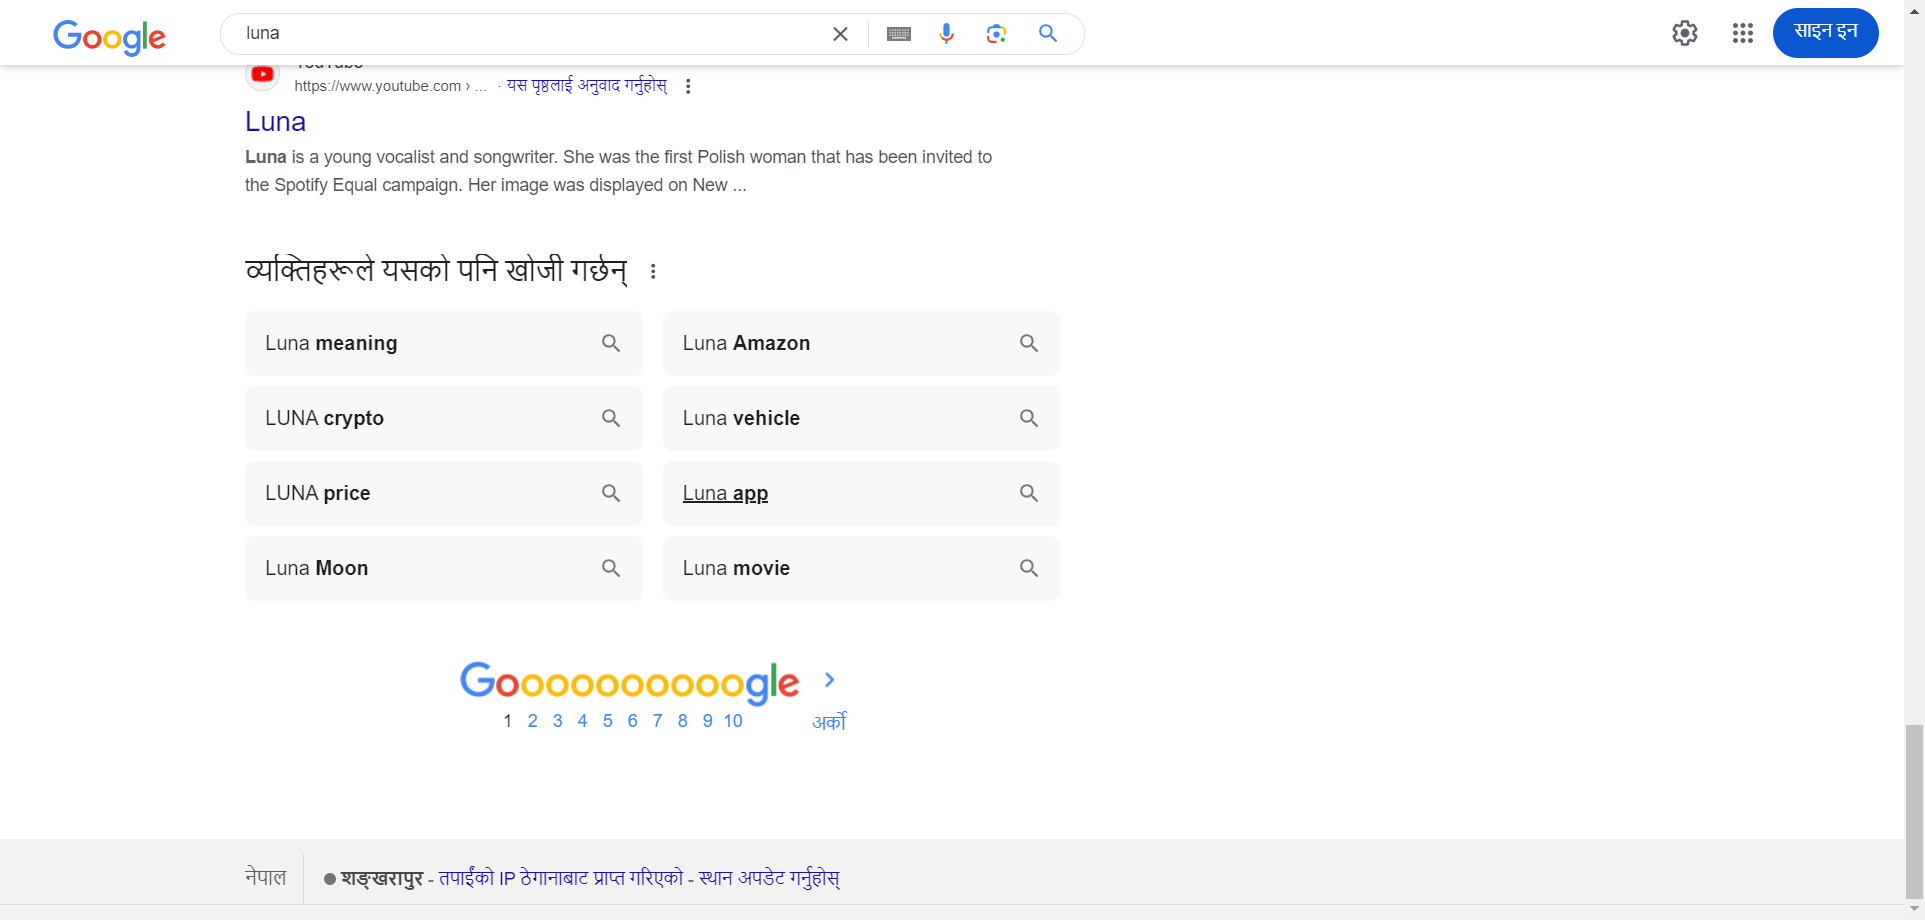 Google
luna
साइन इन
YouTube
https://www.youtube.com › ... · यस पृष्ठलाई अनुवाद गर्नुहोस्
Luna
Luna is a young vocalist and songwriter. She was the first Polish woman that has been invited to
the Spotify Equal campaign. Her image was displayed on New ...
व्यक्तिहरूले यसको पनि खोजी गर्छन्
Luna meaning
Luna Amazon
LUNA crypto
Luna vehicle
LUNA price
Luna app
Luna Moon
Luna movie
Goooooooooogle
1 2 3 4 5 6 7 8 9 10 अर्को
नेपाल
शङ्खरापुर - तपाईंको IP ठेगानाबाट प्राप्त गरिएको - स्थान अपडेट गर्नुहोस्